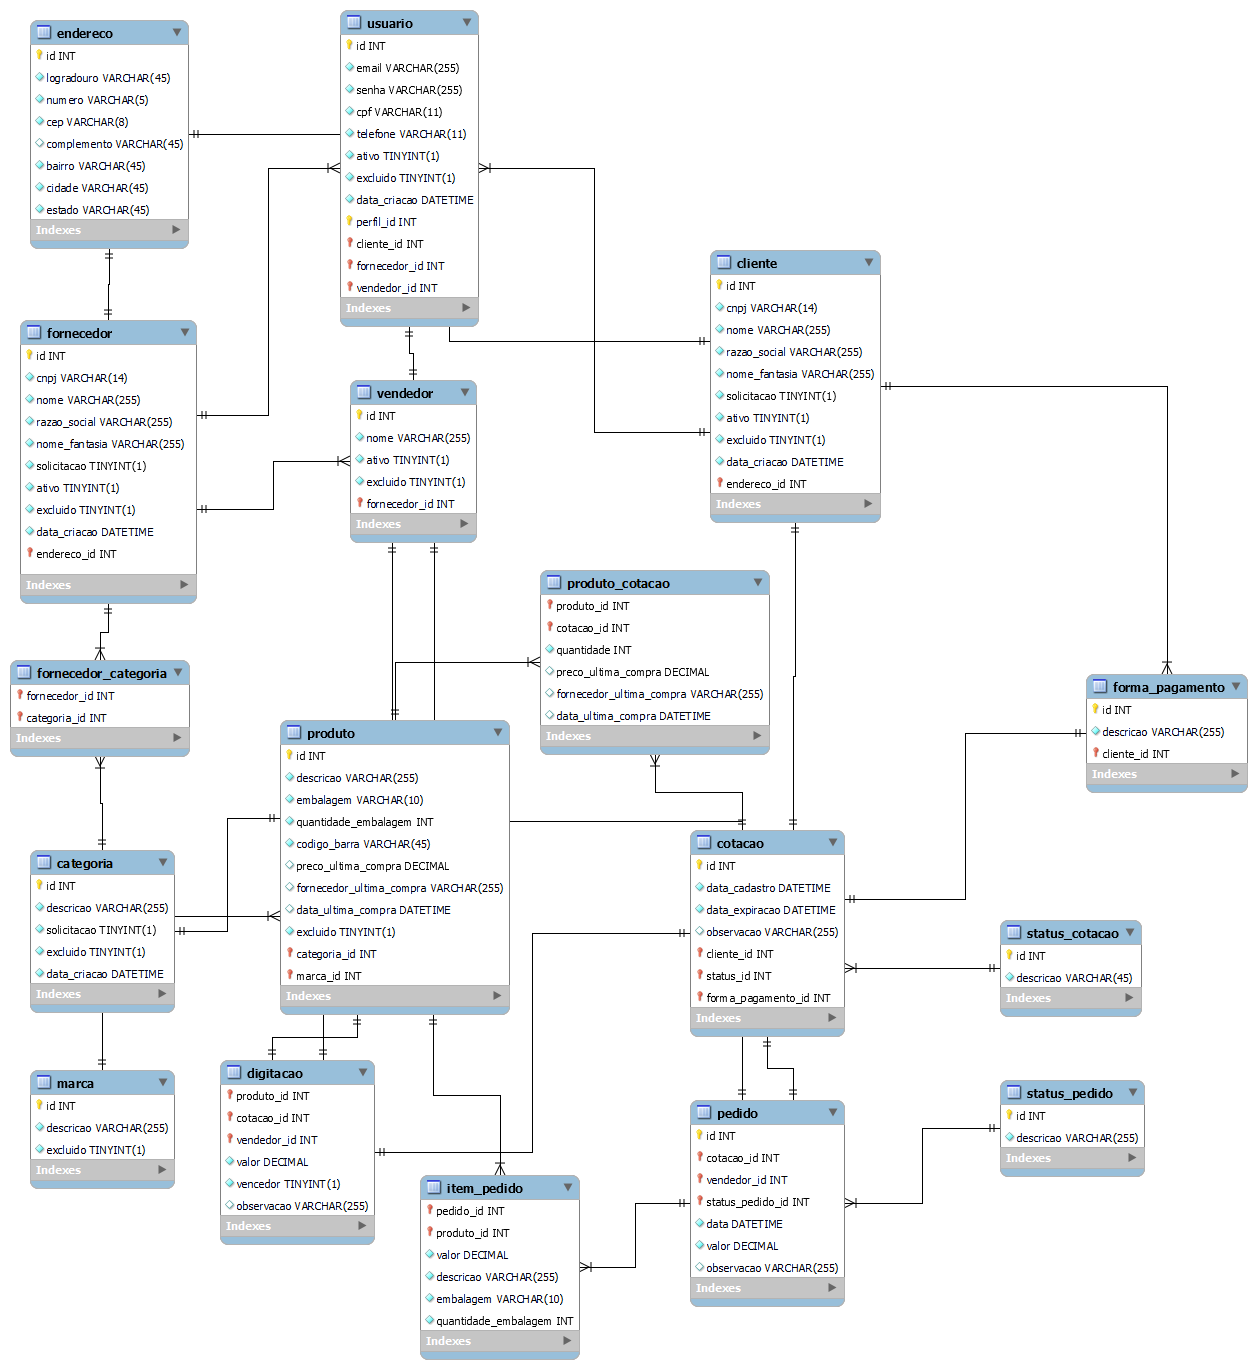 endereco
id INT
logradouro VARCHAR(45)
numero VARCHAR(5)
cep VARCHAR(8)
complemento VARCHAR(45)
bairro VARCHAR(45)
cidade VARCHAR(45)
estado VARCHAR(45)
Indexes
usuario
id INT
email VARCHAR(255)
senha VARCHAR(255)
cpf VARCHAR(11)
telefone VARCHAR(11)
ativo TINYINT(1)
excluido TINYINT(1)
data_criacao DATETIME
perfil_id INT
cliente_id INT
fornecedor_id INT
vendedor_id INT
Indexes
cliente
id INT
cnpj VARCHAR(14)
nome VARCHAR(255)
razao_social VARCHAR(255)
nome_fantasia VARCHAR(255)
solicitacao TINYINT(1)
ativo TINYINT(1)
excluido TINYINT(1)
data_criacao DATETIME
endereco_id INT
Indexes
fornecedor
id INT
cnpj VARCHAR(14)
nome VARCHAR(255)
razao_social VARCHAR(255)
nome_fantasia VARCHAR(255)
solicitacao TINYINT(1)
ativo TINYINT(1)
excluido TINYINT(1)
data_criacao DATETIME
endereco_id INT
Indexes
vendedor
id INT
nome VARCHAR(255)
ativo TINYINT(1)
excluido TINYINT(1)
fornecedor_id INT
Indexes
produto_cotacao
produto_id INT
cotacao_id INT
quantidade INT
preco_ultima_compra DECIMAL
fornecedor_ultima_compra VARCHAR(255)
data_ultima_compra DATETIME
Indexes
fornecedor_categoria
fornecedor_id INT
categoria_id INT
Indexes
forma_pagamento
id INT
descricao VARCHAR(255)
cliente_id INT
Indexes
produto
id INT
descricao VARCHAR(255)
embalagem VARCHAR(10)
quantidade_embalagem INT
codigo_barra VARCHAR(45)
preco_ultima_compra DECIMAL
fornecedor_ultima_compra VARCHAR(255)
data_ultima_compra DATETIME
excluido TINYINT(1)
categoria_id INT
marca_id INT
Indexes
categoria
id INT
descricao VARCHAR(255)
solicitacao TINYINT(1)
excluido TINYINT(1)
data_criacao DATETIME
Indexes
cotacao
id INT
data_cadastro DATETIME
data_expiracao DATETIME
observacao VARCHAR(255)
cliente_id INT
status_id INT
forma_pagamento_id INT
Indexes
status_cotacao
id INT
descricao VARCHAR(45)
Indexes
marca
id INT
descricao VARCHAR(255)
excluido TINYINT(1)
Indexes
digitacao
produto_id INT
cotacao_id INT
vendedor_id INT
valor DECIMAL
vencedor TINYINT(1)
observacao VARCHAR(255)
Indexes
pedido
id INT
cotacao_id INT
vendedor_id INT
status_pedido_id INT
data DATETIME
valor DECIMAL
observacao VARCHAR(255)
Indexes
status_pedido
id INT
descricao VARCHAR(255)
Indexes
item_pedido
pedido_id INT
produto_id INT
valor DECIMAL
descricao VARCHAR(255)
embalagem VARCHAR(10)
quantidade_embalagem INT
Indexes